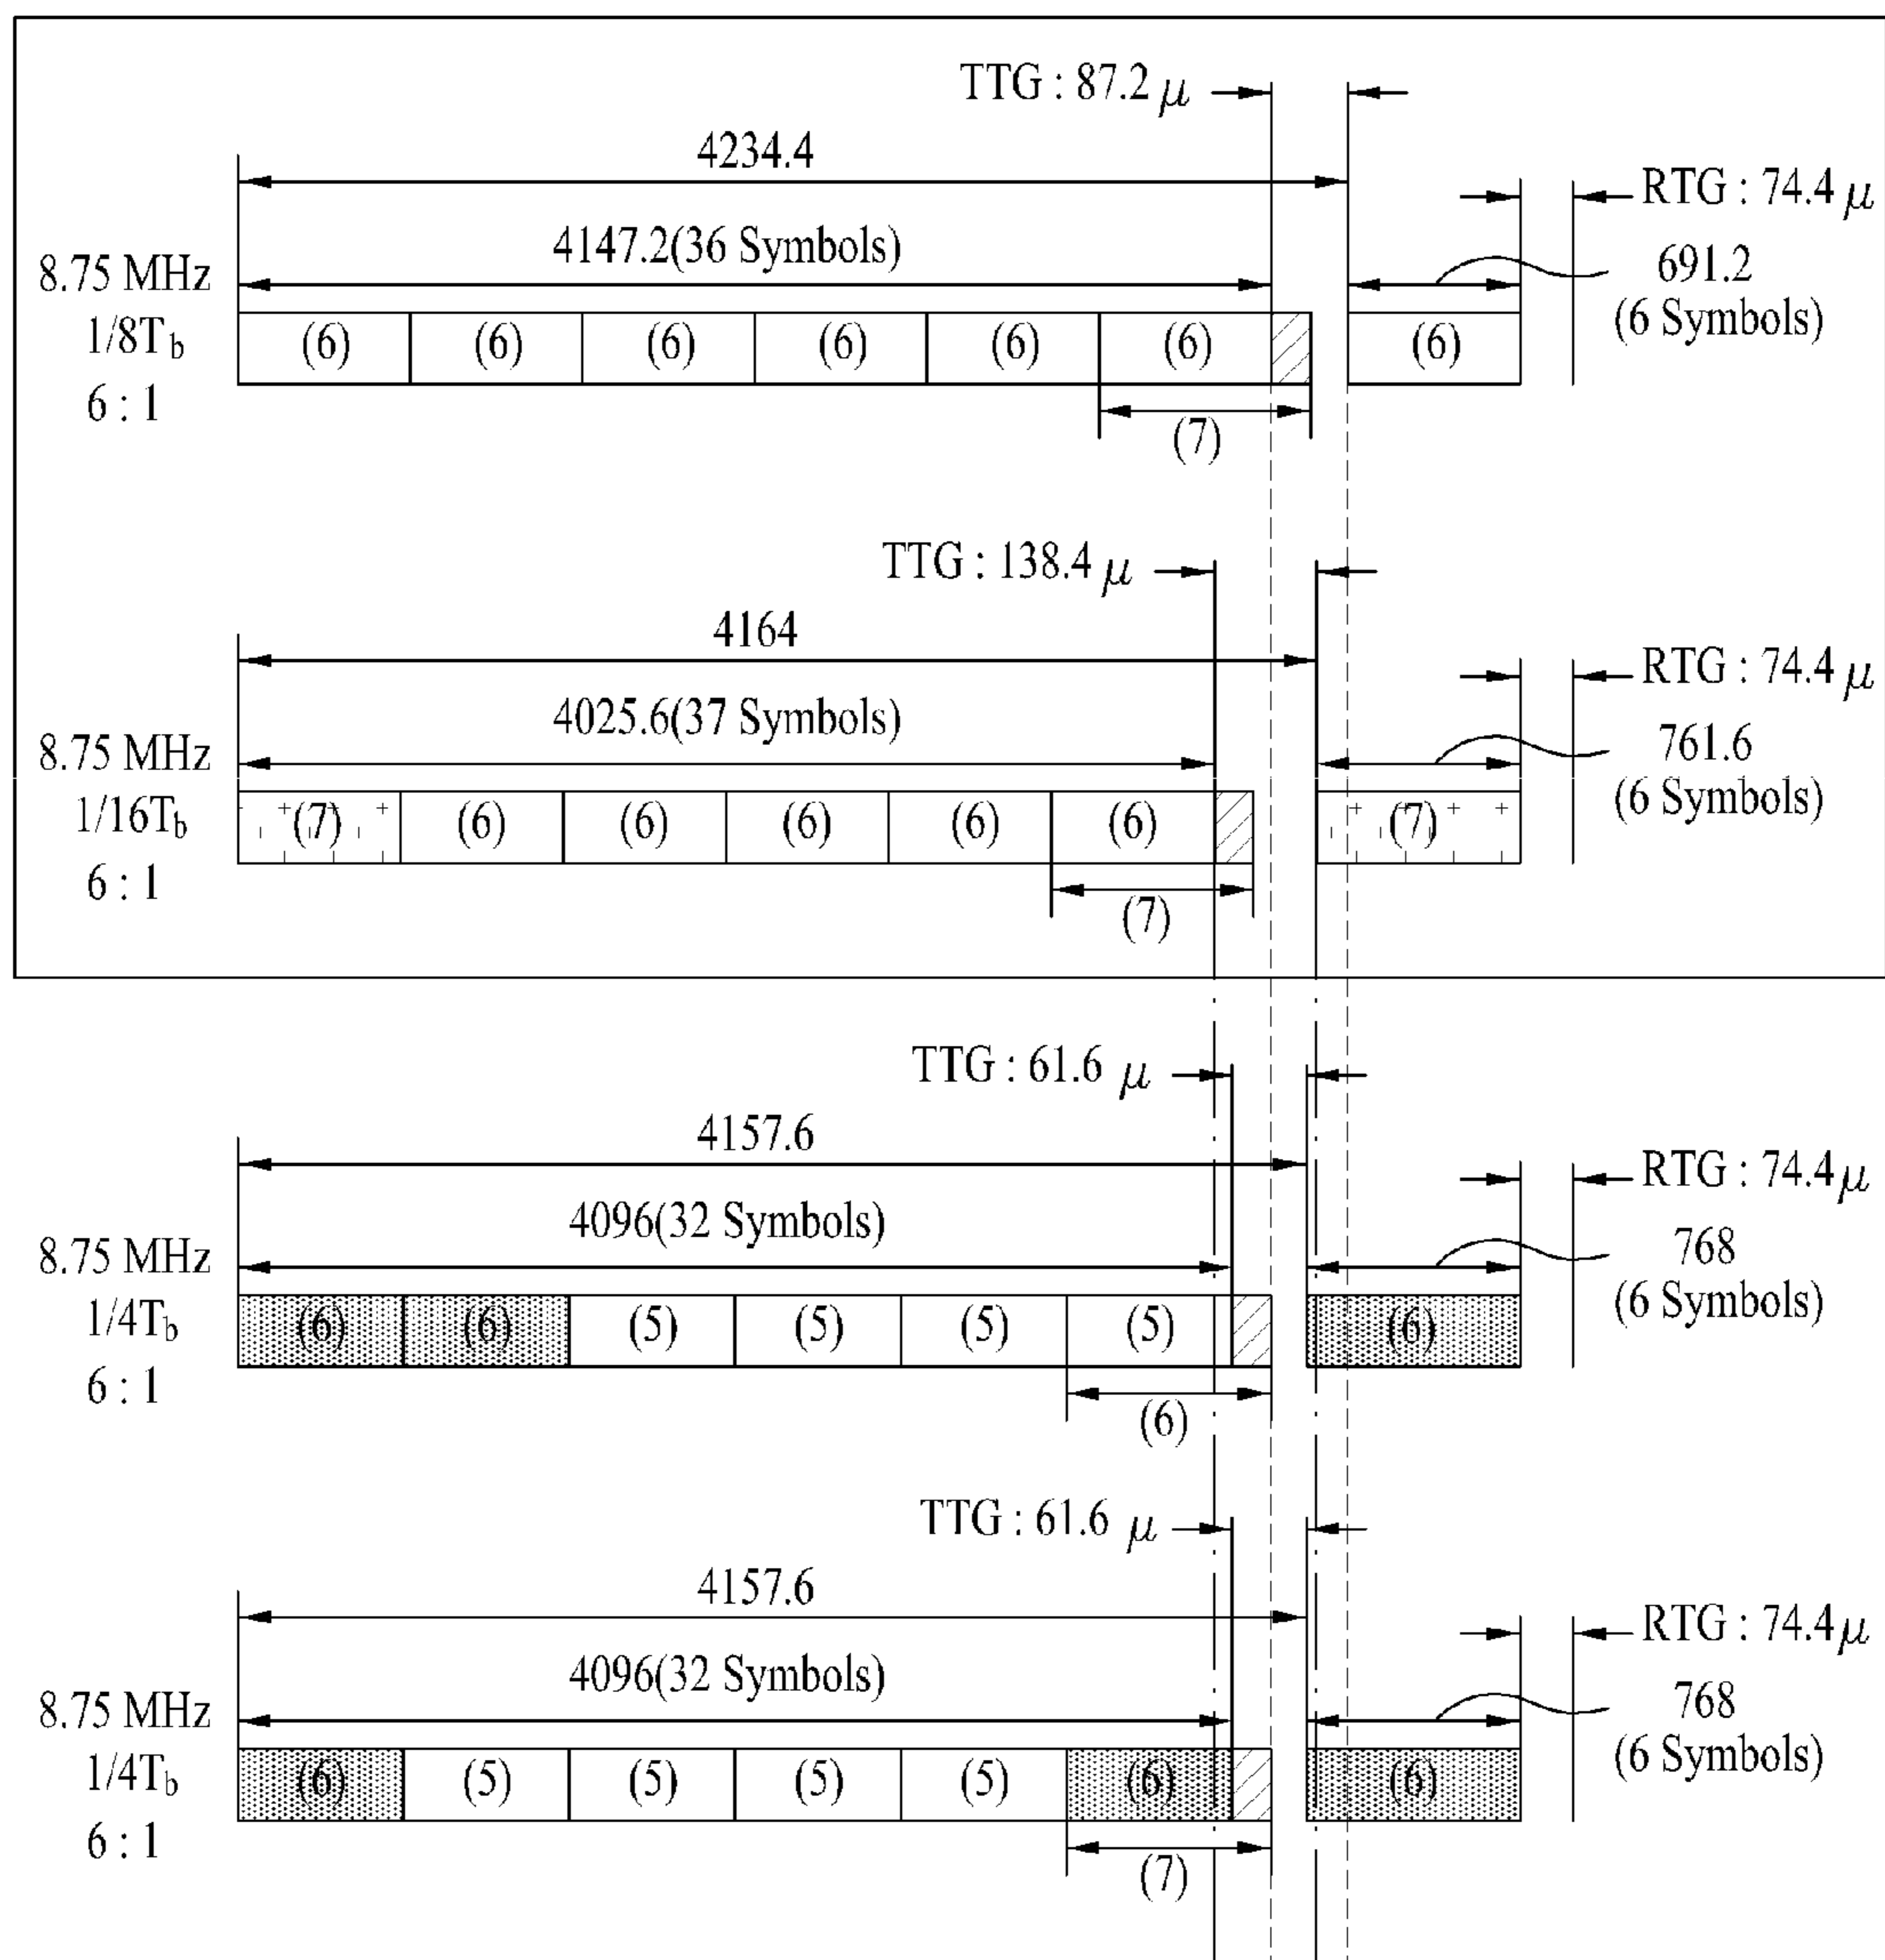 TTG : 87.2 μ
4234.4
RTG : 74.4 μ
4147.2(36 Symbols)
691.2
(6 Symbols)
8.75 MHz
1/8Tb
6 : 1
(6) (6) (6) (6) (6) (6) (6)
(7)
TTG : 138.4 μ
4164
RTG : 74.4 μ
4025.6(37 Symbols)
761.6
(6 Symbols)
8.75 MHz
1/16Tb
6 : 1
(7) (6) (6) (6) (6) (6) (7)
(7)
TTG : 61.6 μ
4157.6
RTG : 74.4 μ
4096(32 Symbols)
768
(6 Symbols)
8.75 MHz
1/4Tb
6 : 1
(6) (6) (5) (5) (5) (5) (6)
(6)
TTG : 61.6 μ
4157.6
RTG : 74.4 μ
4096(32 Symbols)
768
(6 Symbols)
8.75 MHz
1/4Tb
6 : 1
(6) (5) (5) (5) (5) (6) (6)
(7)